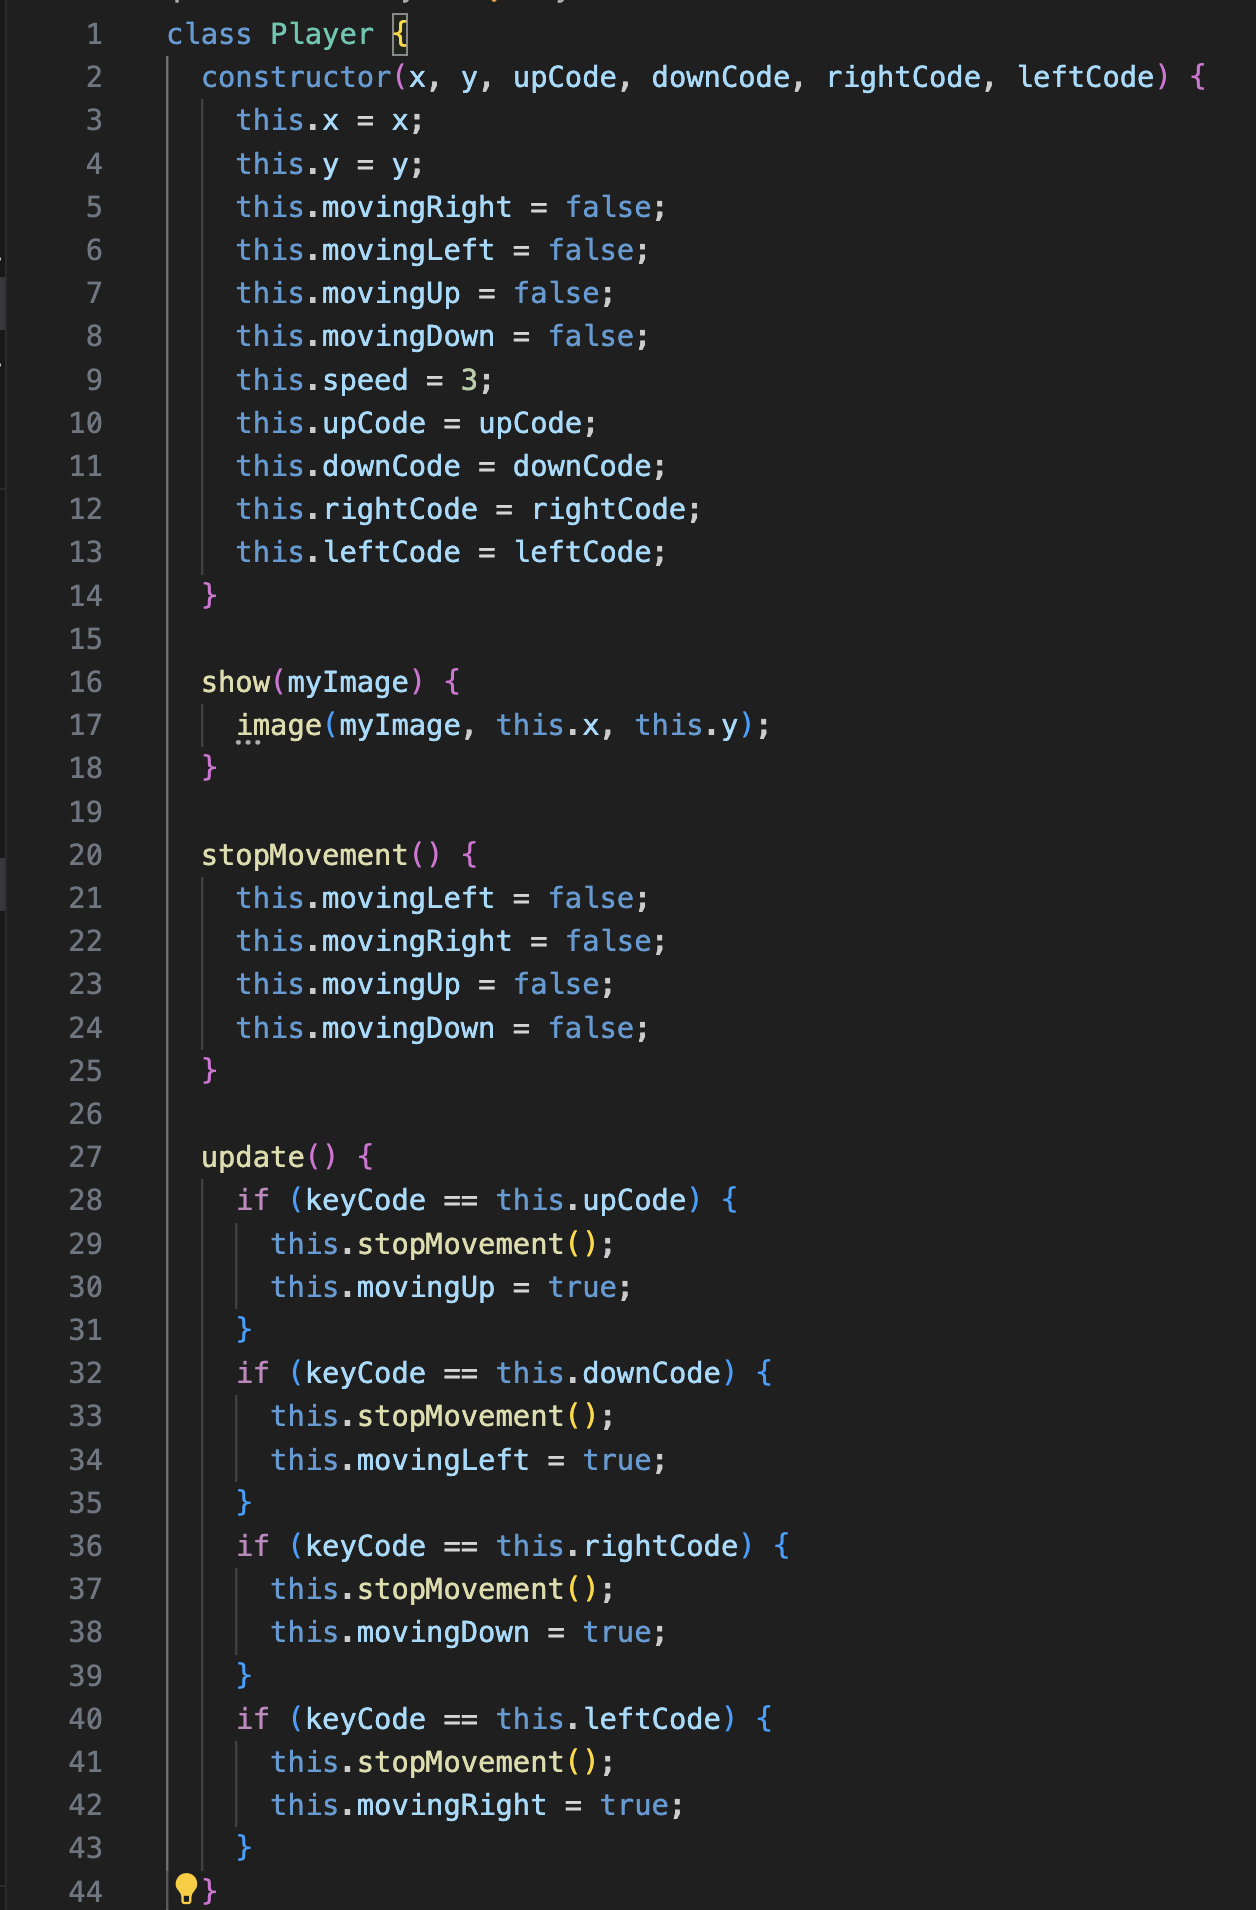 1 class Player {
2 constructor(x, y, upCode, downCode, rightCode, leftCode) {
3 this.x = x;
4 this.y = y;
5 this.movingRight = false;
6 this.movingLeft = false;
7 this.movingUp = false;
8 this.movingDown = false;
9 this.speed = 3;
10 this.upCode = upCode;
11 this.downCode = downCode;
12 this.rightCode = rightCode;
13 this.leftCode = leftCode;
14 }
15
16 show(myImage) {
17 image(myImage, this.x, this.y);
18 }
19
20 stopMovement() {
21 this.movingLeft = false;
22 this.movingRight = false;
23 this.movingUp = false;
24 this.movingDown = false;
25 }
26
27 update() {
28 if (keyCode == this.upCode) {
29 this.stopMovement();
30 this.movingUp = true;
31 }
32 if (keyCode == this.downCode) {
33 this.stopMovement();
34 this.movingLeft = true;
35 }
36 if (keyCode == this.rightCode) {
37 this.stopMovement();
38 this.movingDown = true;
39 }
40 if (keyCode == this.leftCode) {
41 this.stopMovement();
42 this.movingRight = true;
43 }
44 }